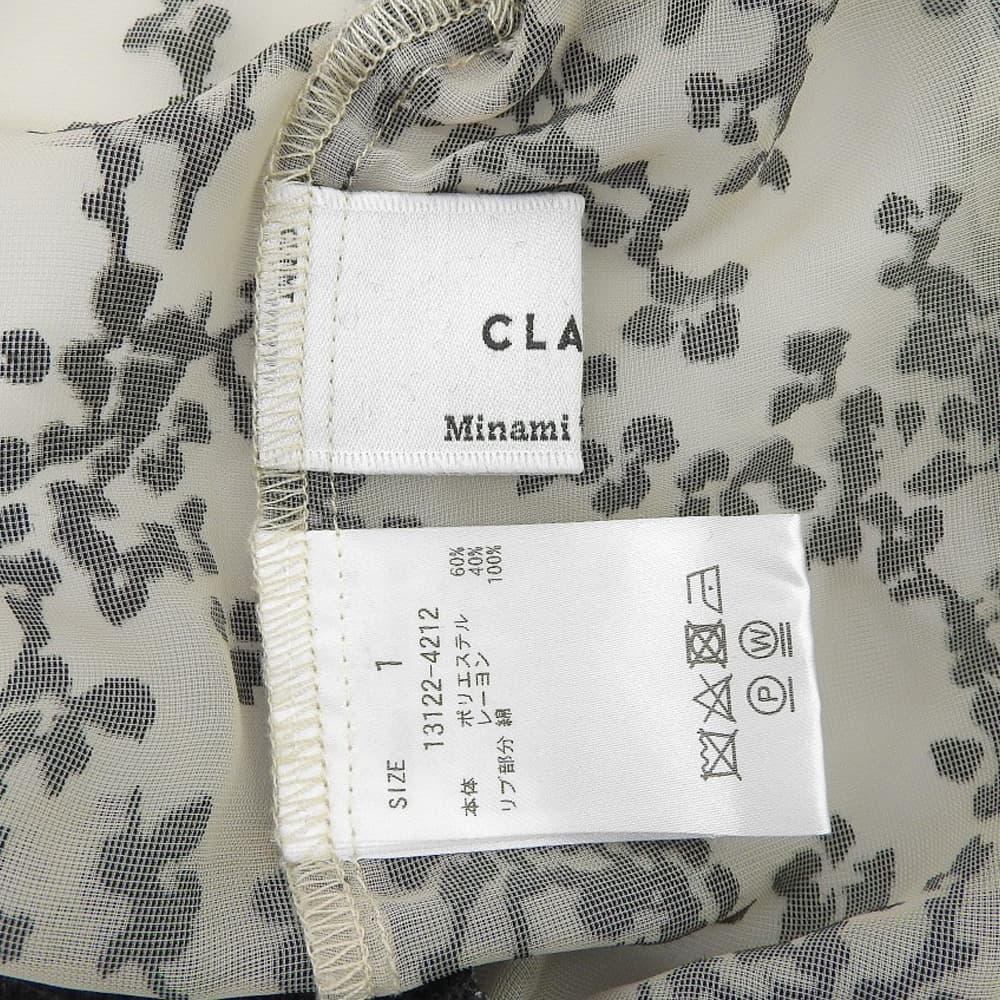 CLA
Minami
SIZE 1
13122-4212
本体 ポリエステル 60%
レーヨン 40%
リブ部分 綿 100%
W
P